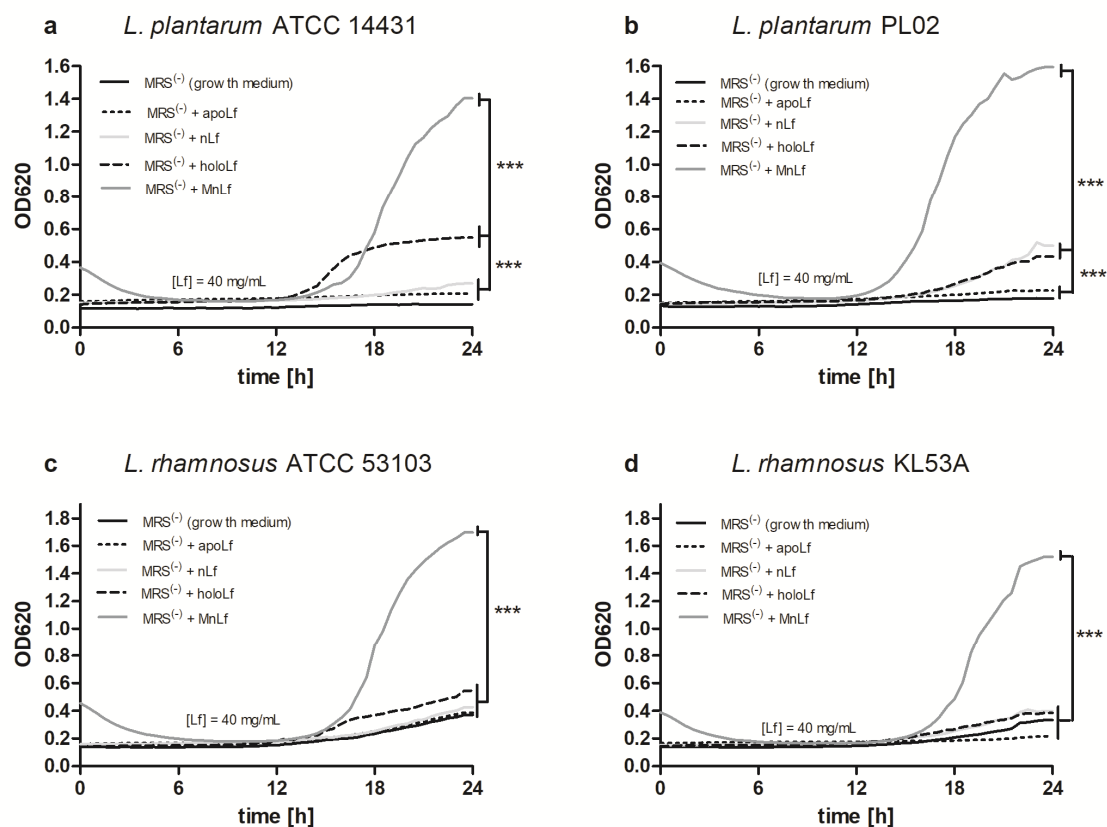 a L. plantarum ATCC 14431
OD620
1.6
1.4
1.2
1.0
0.8
0.6
0.4
0.2
0.0
MRS(-) (growth medium)
MRS(-) + apoLf
MRS(-) + nLf
MRS(-) + holoLf
MRS(-) + MnLf
[Lf] = 40 mg/mL
***
***
0 6 12 18 24
time [h]
b L. plantarum PL02
OD620
1.6
1.4
1.2
1.0
0.8
0.6
0.4
0.2
0.0
MRS(-) (growth medium)
MRS(-) + apoLf
MRS(-) + nLf
MRS(-) + holoLf
MRS(-) + MnLf
[Lf] = 40 mg/mL
***
***
0 6 12 18 24
time [h]
c L. rhamnosus ATCC 53103
OD620
1.8
1.6
1.4
1.2
1.0
0.8
0.6
0.4
0.2
0.0
MRS(-) (growth medium)
MRS(-) + apoLf
MRS(-) + nLf
MRS(-) + holoLf
MRS(-) + MnLf
[Lf] = 40 mg/mL
***
0 6 12 18 24
time [h]
d L. rhamnosus KL53A
OD620
1.8
1.6
1.4
1.2
1.0
0.8
0.6
0.4
0.2
0.0
MRS(-) (growth medium)
MRS(-) + apoLf
MRS(-) + nLf
MRS(-) + holoLf
MRS(-) + MnLf
[Lf] = 40 mg/mL
***
0 6 12 18 24
time [h]